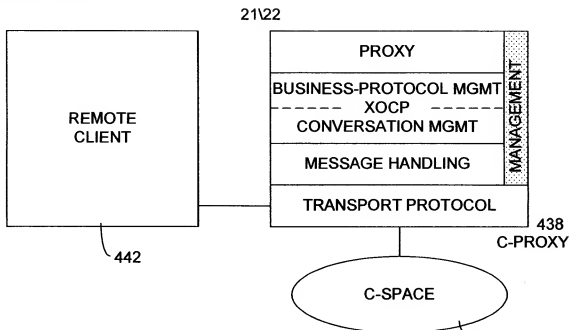 21\22
PROXY
BUSINESS-PROTOCOL MGMT
XOCP
CONVERSATION MGMT
MESSAGE HANDLING
MANAGEMENT
TRANSPORT PROTOCOL
REMOTE
CLIENT
442
438
C-PROXY
C-SPACE